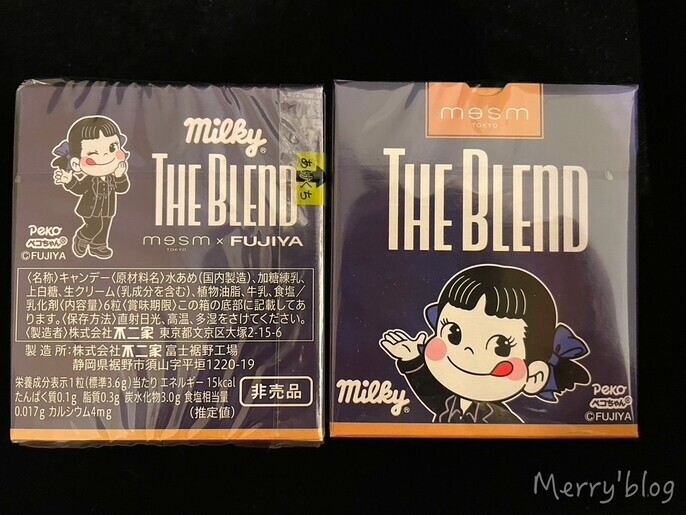 milky
THE BLEND
mesm × FUJIYA
TOKYO
PeKo
ペコちゃん
©FUJIYA
〈名称〉キャンデー〈原材料名〉水あめ(国内製造)、加糖練乳、
上白糖、生クリーム(乳成分を含む)、植物油脂、牛乳、食塩/
乳化剤〈内容量〉6粒〈賞味期限〉この箱の底部に記載してあ
ります。〈保存方法〉直射日光、高温、多湿をさけてください。
〈製造者〉株式会社 不二家 東京都文京区大塚2-15-6
製造所:株式会社 不二家 富士裾野工場
静岡県裾野市須山字平垣1220-19
栄養成分表示1粒(標準3.6g)当たり エネルギー 15kcal
たんぱく質0.1g 脂質0.3g 炭水化物3.0g 食塩相当量
0.017g カルシウム4mg (推定値)
非売品
mesm
TOKYO
THE BLEND
Milky
PeKo
ペコちゃん
©FUJIYA
Merry'blog